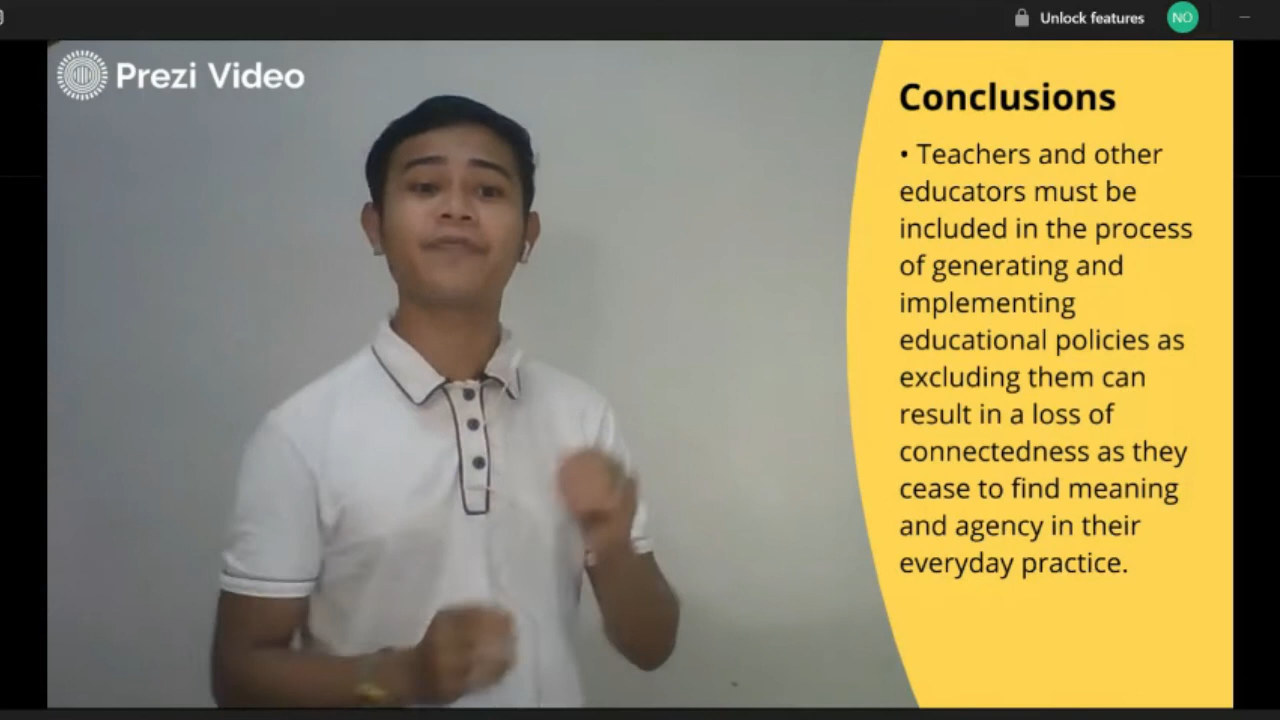 Unlock features
NO
Prezi Video
Conclusions
• Teachers and other
educators must be
included in the process
of generating and
implementing
educational policies as
excluding them can
result in a loss of
connectedness as they
cease to find meaning
and agency in their
everyday practice.